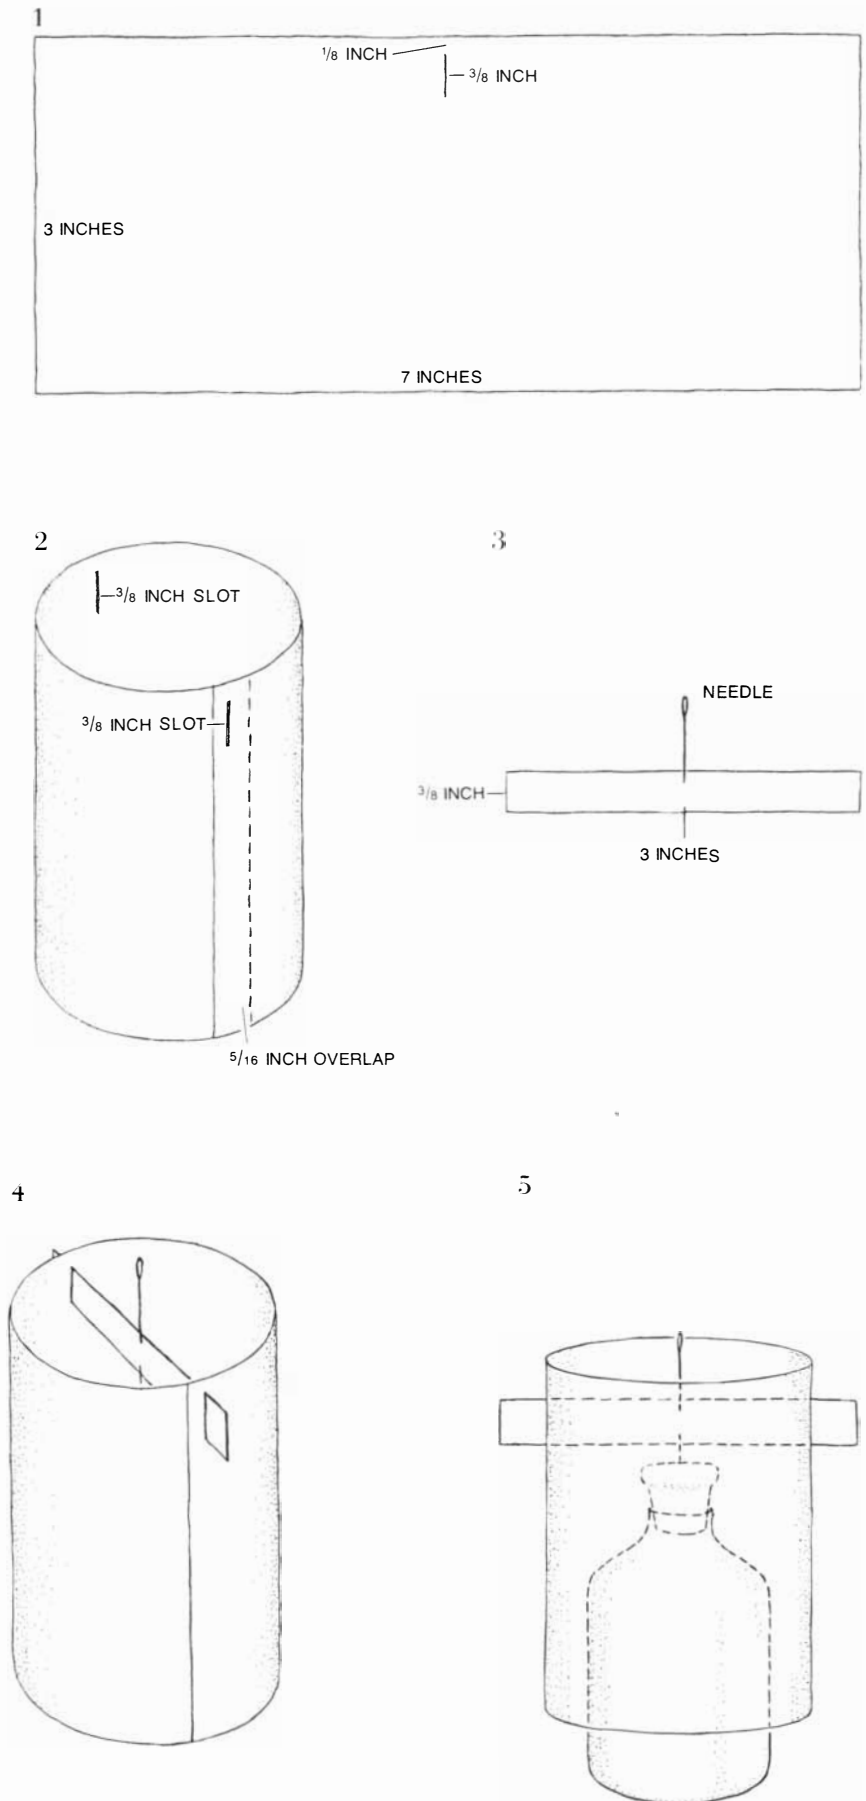 1
1/8 INCH
3/8 INCH
3 INCHES
7 INCHES
2
3/8 INCH SLOT
3/8 INCH SLOT
5/16 INCH OVERLAP
3
NEEDLE
3/8 INCH
3 INCHES
4
5